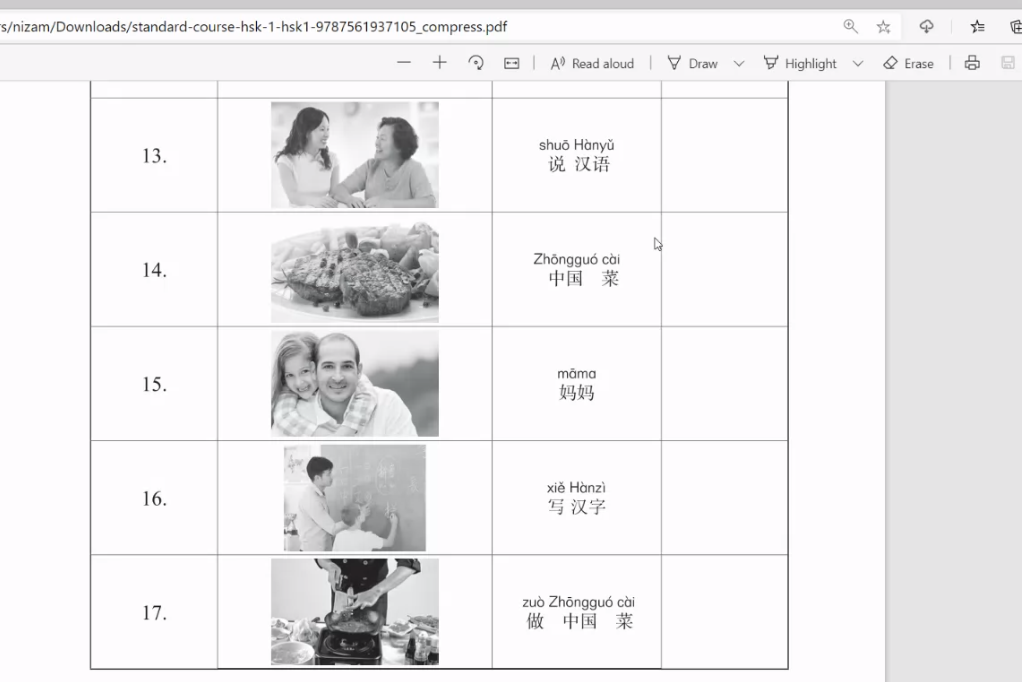 s/nizam/Downloads/standard-course-hsk-1-hsk1-9787561937105_compress.pdf
Read aloud Draw Highlight Erase
13.
shuō Hànyǔ
说 汉语
14.
Zhōngguó cài
中国 菜
15.
māma
妈妈
16.
xiě Hànzì
写 汉字
17.
zuò Zhōngguó cài
做 中国 菜